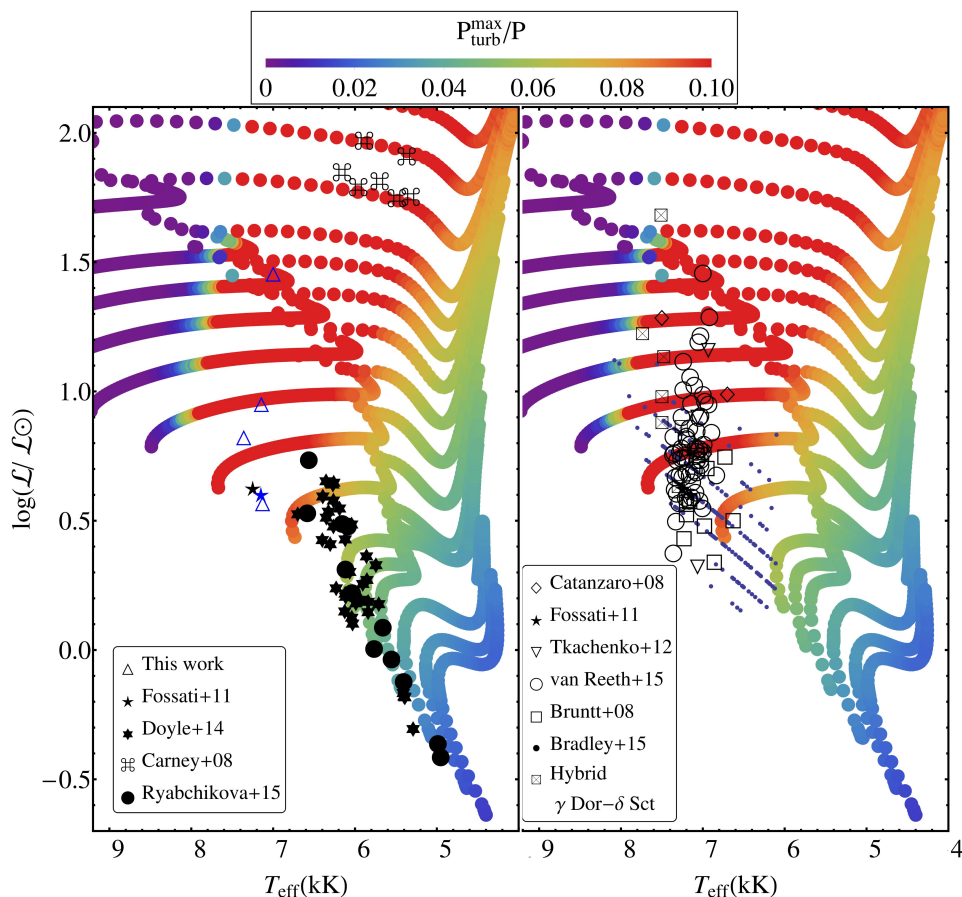 P_turb^max/P
0 0.02 0.04 0.06 0.08 0.10
log(ℒ/ℒ⊙)
2.0
1.5
1.0
0.5
0.0
−0.5
△ This work
★ Fossati+11
✶ Doyle+14
⌘ Carney+08
● Ryabchikova+15
◇ Catanzaro+08
★ Fossati+11
▽ Tkachenko+12
○ van Reeth+15
□ Bruntt+08
• Bradley+15
⊠ Hybrid
γ Dor−δ Sct
9 8 7 6 5 9 8 7 6 5 4
T_eff(kK) T_eff(kK)